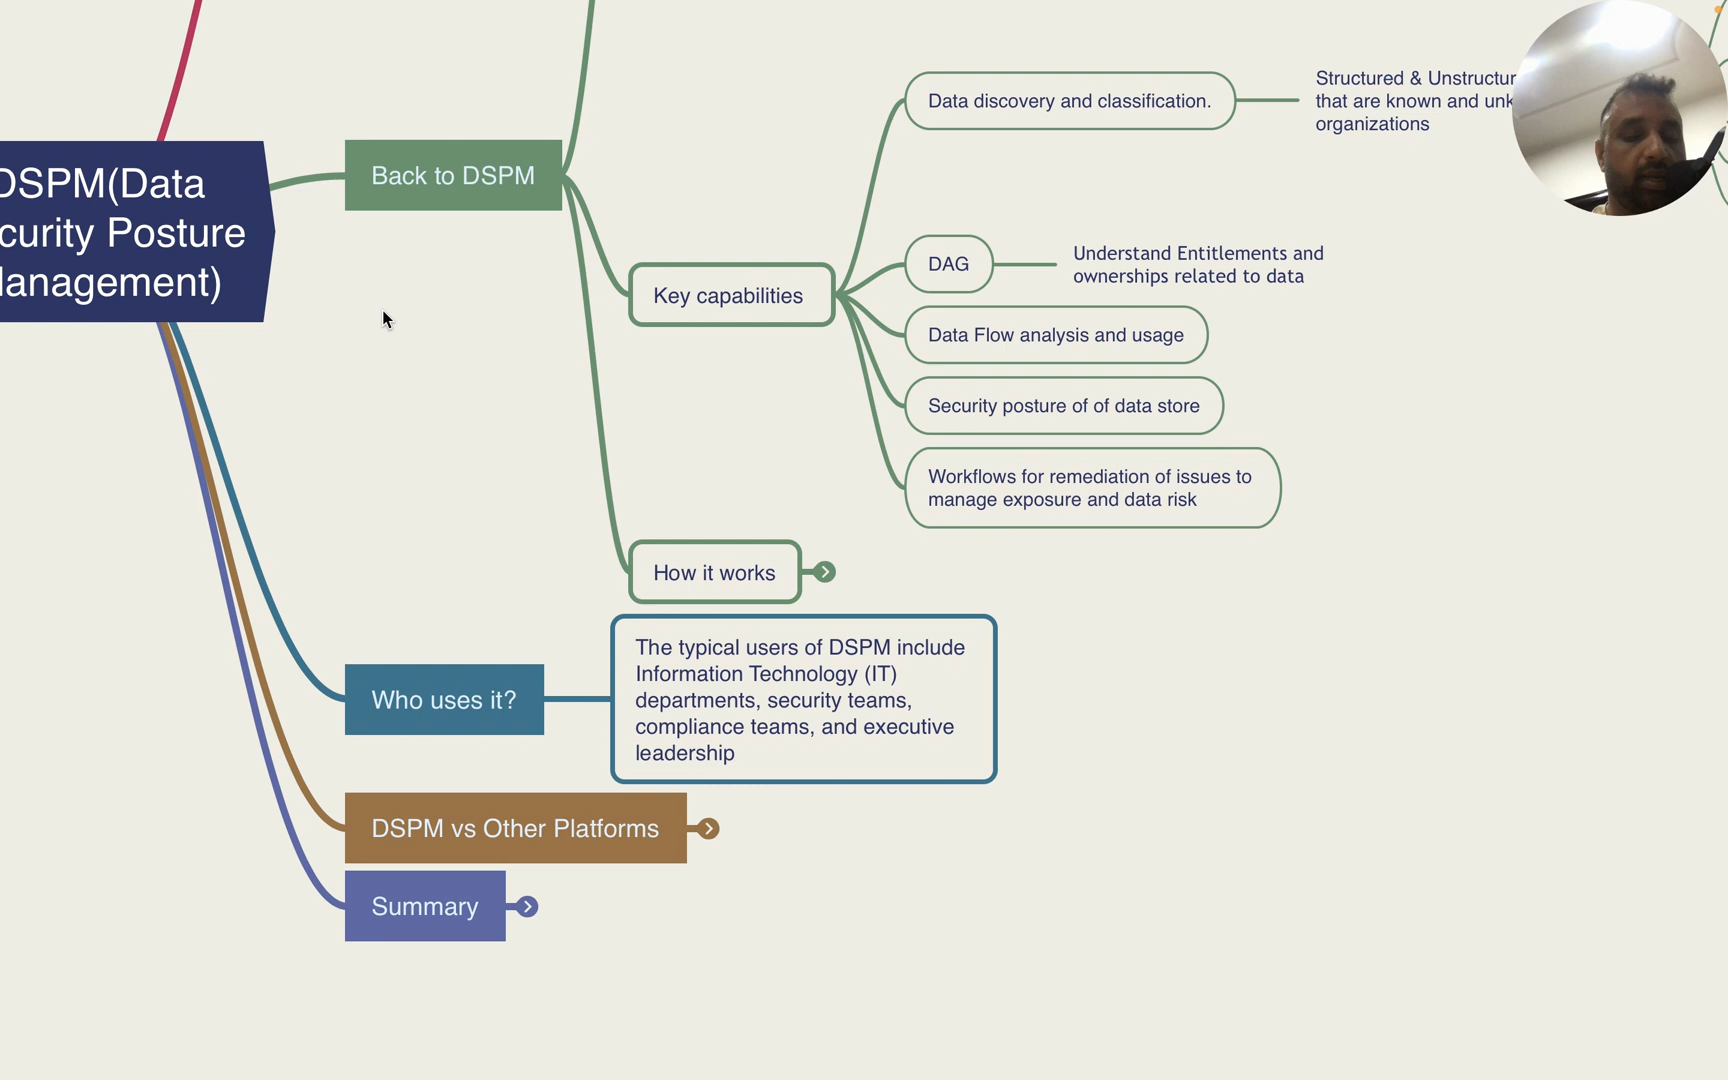 DSPM(Data
curity Posture
anagement)
Back to DSPM
Key capabilities
Data discovery and classification.
Structured & Unstructur
that are known and unk
organizations
DAG
Understand Entitlements and
ownerships related to data
Data Flow analysis and usage
Security posture of of data store
Workflows for remediation of issues to
manage exposure and data risk
How it works
Who uses it?
The typical users of DSPM include
Information Technology (IT)
departments, security teams,
compliance teams, and executive
leadership
DSPM vs Other Platforms
Summary